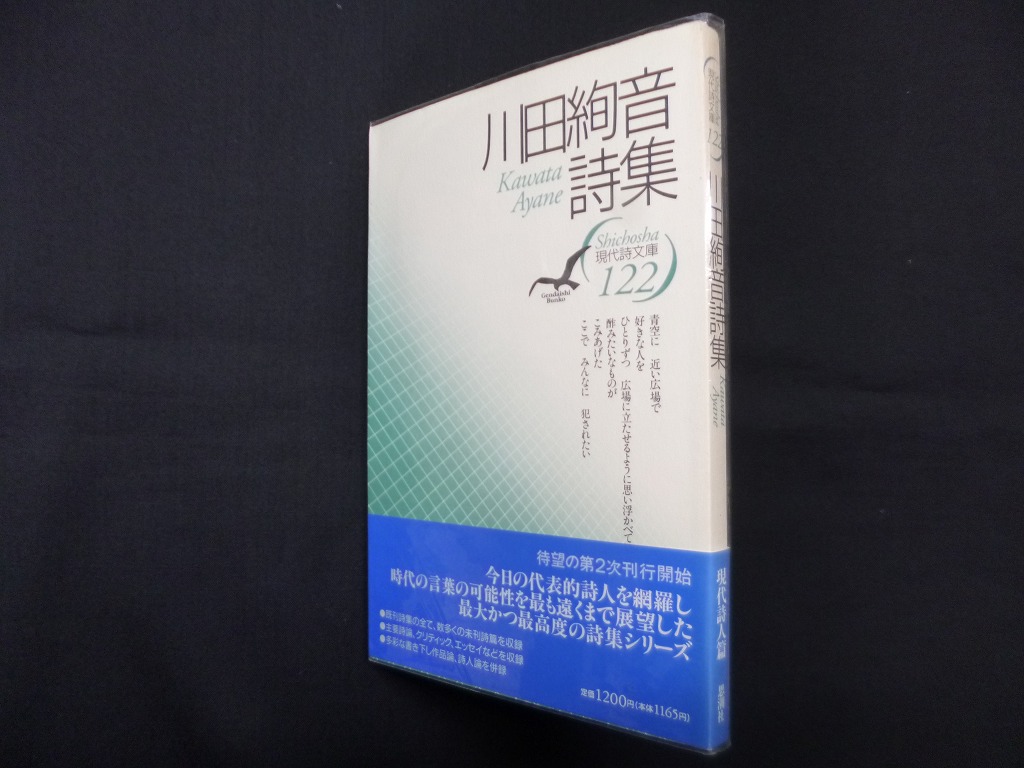 川田絢音
詩集
Kawata
Ayane
Shichosha
現代詩文庫
122
Gendaishi
Bunko
青空に 近い広場で
好きな人を
ひとりずつ 広場に立たせるように思い浮かべて
酢みたいなものが
こみあげた
ここで みんなに 犯されたい
待望の第2次刊行開始
今日の代表的詩人を網羅し
時代の言葉の可能性を最も遠くまで展望した、
最大かつ最高度の詩集シリーズ
●既刊詩集の全て、数多くの未刊詩篇を収録
●主要詩論、クリティック、エッセイなどを収録
●多彩な書き下し作品論、詩人論を併録
定価1200円(本体1165円)
現代詩文庫
122
川田絢音詩集
Kawata
Ayane
現代詩人篇
思潮社